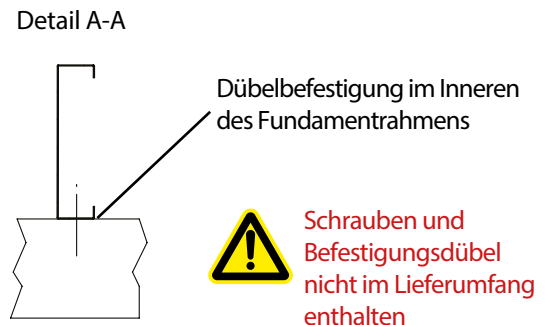 Detail A-A
Dübelbefestigung im Inneren
des Fundamentrahmens
Schrauben und
Befestigungsdübel
nicht im Lieferumfang
enthalten